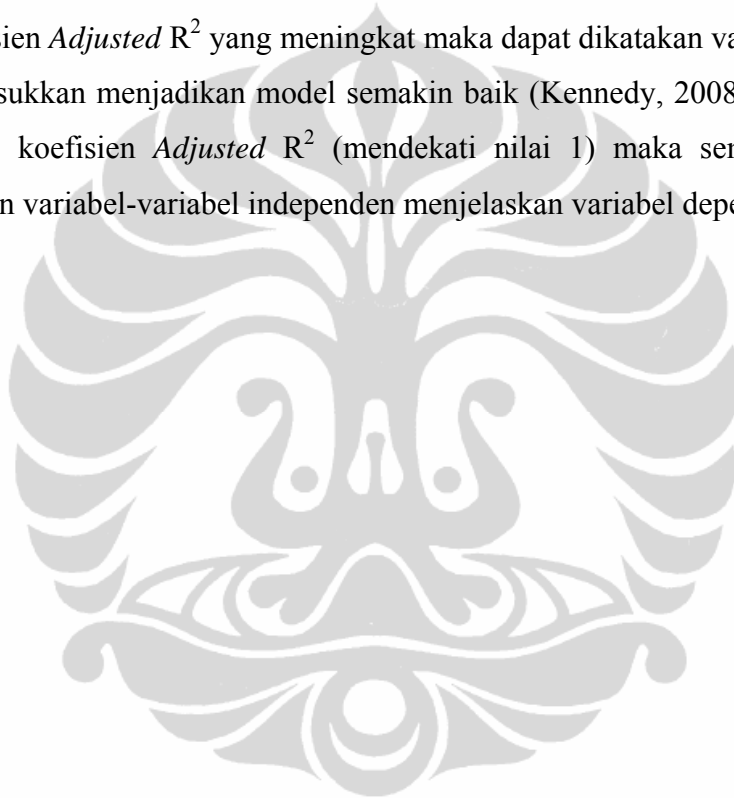 sien Adjusted R² yang meningkat maka dapat dikatakan va
sukkan menjadikan model semakin baik (Kennedy, 2008
koefisien Adjusted R² (mendekati nilai 1) maka sem
n variabel-variabel independen menjelaskan variabel depe